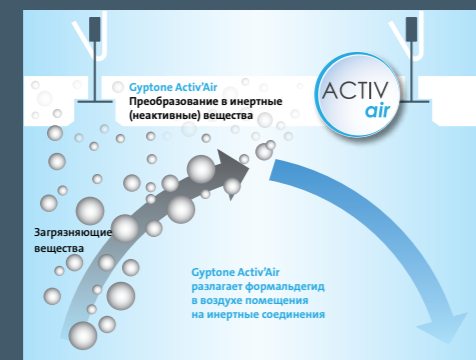 Gyptone Activ’Air
Преобразование в инертные
(неактивные) вещества
ACTIV
air
Загрязняющие
вещества
Gyptone Activ’Air
разлагает формальдегид
в воздухе помещения
на инертные соединения